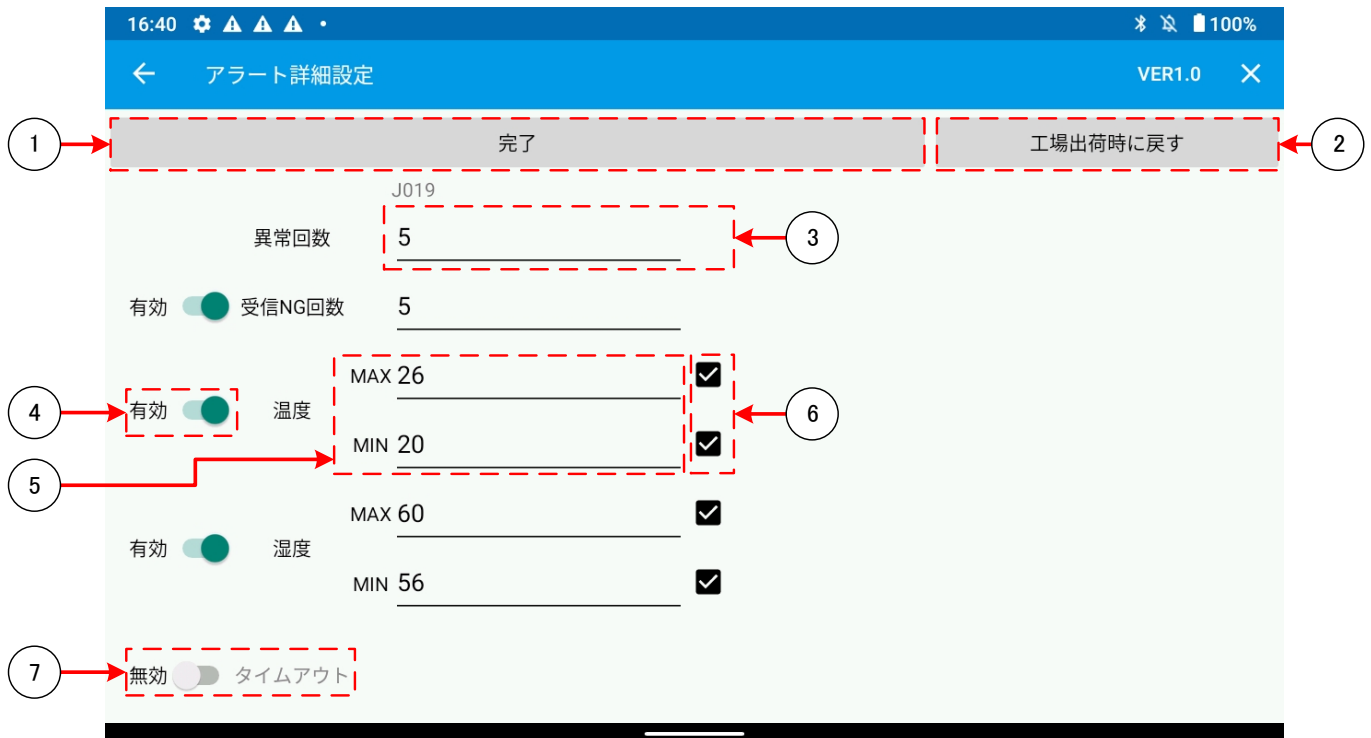 16:40 100%
アラート詳細設定 VER1.0
1 完了 工場出荷時に戻す 2
J019
異常回数 5 3
有効 受信NG回数 5
MAX 26
4 有効 温度 6
MIN 20
5
MAX 60
有効 湿度
MIN 56
7 無効 タイムアウト